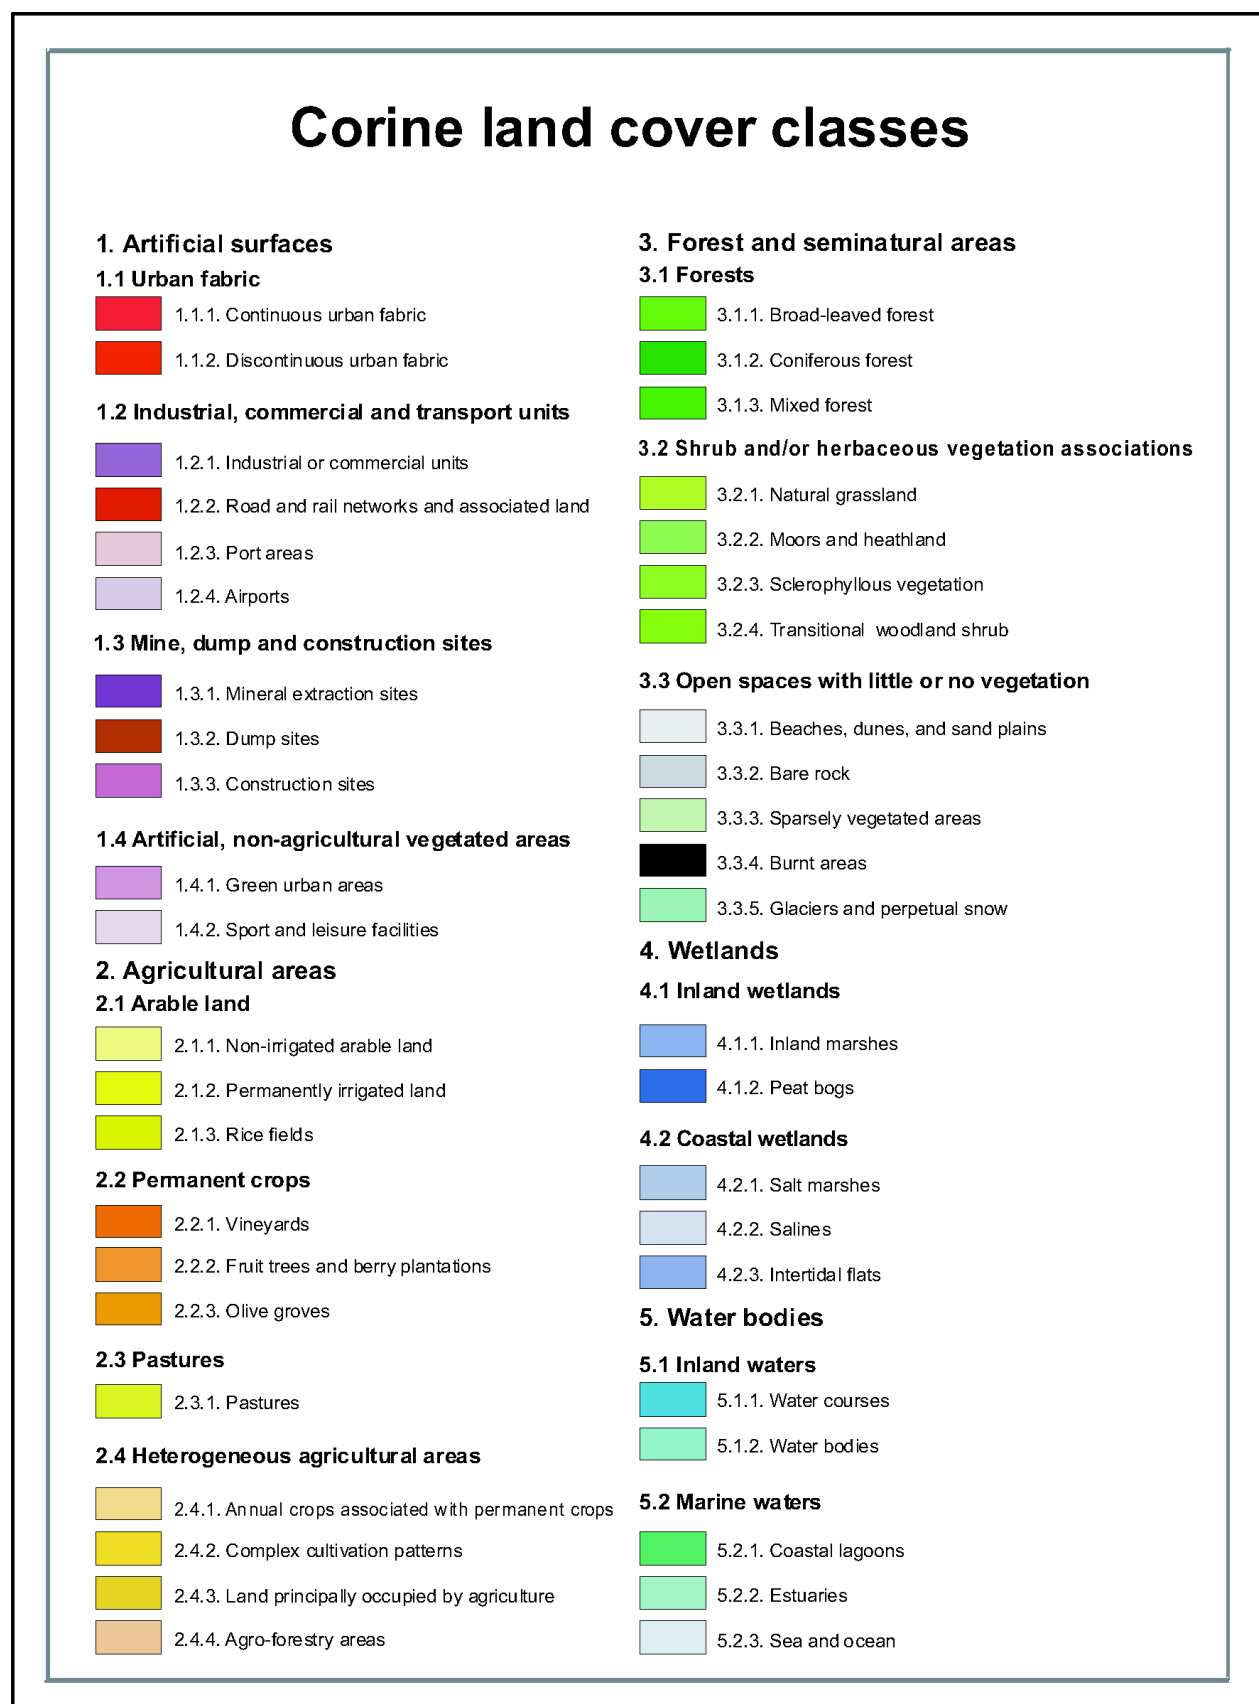 Corine land cover classes
1. Artificial surfaces
1.1 Urban fabric
1.1.1. Continuous urban fabric
1.1.2. Discontinuous urban fabric
1.2 Industrial, commercial and transport units
1.2.1. Industrial or commercial units
1.2.2. Road and rail networks and associated land
1.2.3. Port areas
1.2.4. Airports
1.3 Mine, dump and construction sites
1.3.1. Mineral extraction sites
1.3.2. Dump sites
1.3.3. Construction sites
1.4 Artificial, non-agricultural vegetated areas
1.4.1. Green urban areas
1.4.2. Sport and leisure facilities
2. Agricultural areas
2.1 Arable land
2.1.1. Non-irrigated arable land
2.1.2. Permanently irrigated land
2.1.3. Rice fields
2.2 Permanent crops
2.2.1. Vineyards
2.2.2. Fruit trees and berry plantations
2.2.3. Olive groves
2.3 Pastures
2.3.1. Pastures
2.4 Heterogeneous agricultural areas
2.4.1. Annual crops associated with permanent crops
2.4.2. Complex cultivation patterns
2.4.3. Land principally occupied by agriculture
2.4.4. Agro-forestry areas
3. Forest and seminatural areas
3.1 Forests
3.1.1. Broad-leaved forest
3.1.2. Coniferous forest
3.1.3. Mixed forest
3.2 Shrub and/or herbaceous vegetation associations
3.2.1. Natural grassland
3.2.2. Moors and heathland
3.2.3. Sclerophyllous vegetation
3.2.4. Transitional woodland shrub
3.3 Open spaces with little or no vegetation
3.3.1. Beaches, dunes, and sand plains
3.3.2. Bare rock
3.3.3. Sparsely vegetated areas
3.3.4. Burnt areas
3.3.5. Glaciers and perpetual snow
4. Wetlands
4.1 Inland wetlands
4.1.1. Inland marshes
4.1.2. Peat bogs
4.2 Coastal wetlands
4.2.1. Salt marshes
4.2.2. Salines
4.2.3. Intertidal flats
5. Water bodies
5.1 Inland waters
5.1.1. Water courses
5.1.2. Water bodies
5.2 Marine waters
5.2.1. Coastal lagoons
5.2.2. Estuaries
5.2.3. Sea and ocean